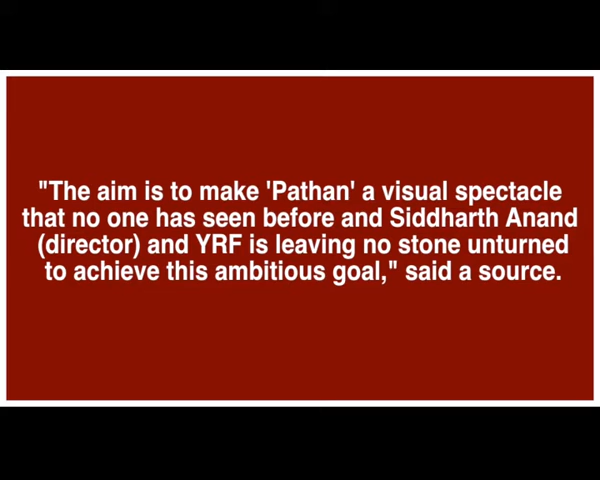 "The aim is to make 'Pathan' a visual spectacle
that no one has seen before and Siddharth Anand
(director) and YRF is leaving no stone unturned
to achieve this ambitious goal," said a source.